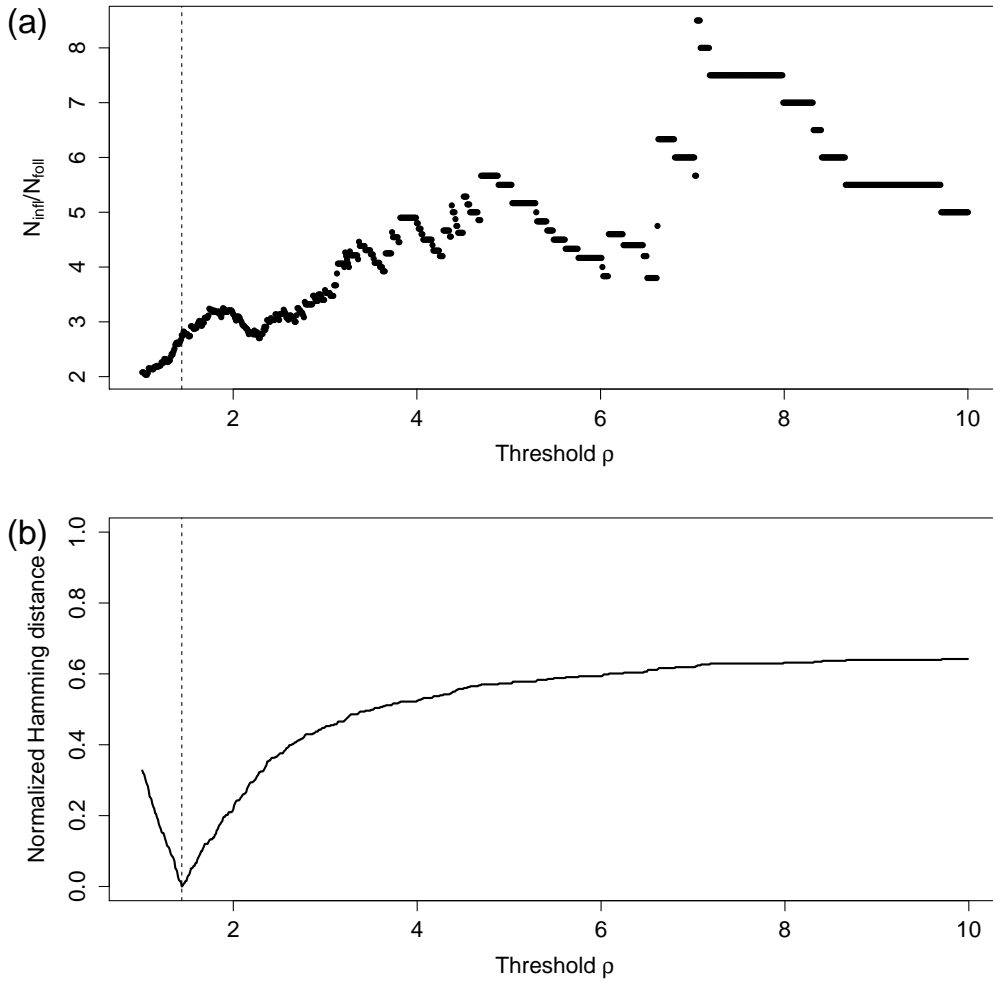 (a)
8
7
6
5
4
3
2
N_infl/N_foll
2 4 6 8 10
Threshold ρ
(b)
1.0
0.8
0.6
0.4
0.2
0.0
Normalized Hamming distance
2 4 6 8 10
Threshold ρ